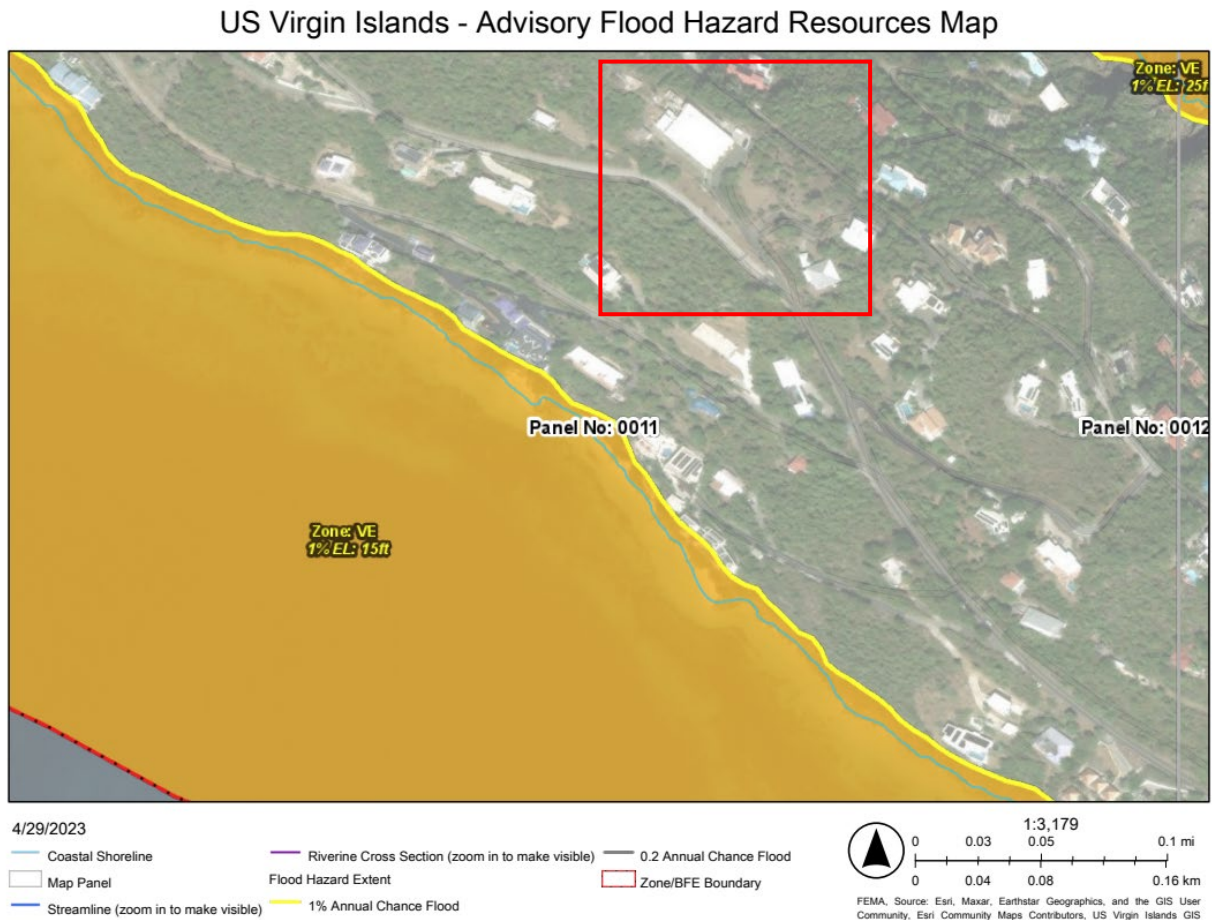 US Virgin Islands - Advisory Flood Hazard Resources Map
Zone: VE
1% EL: 25f
Panel No: 0011
Panel No: 0012
Zone: VE
1% EL: 15ft
4/29/2023
Coastal Shoreline
Map Panel
Streamline (zoom in to make visible)
Riverine Cross Section (zoom in to make visible)
Flood Hazard Extent
1% Annual Chance Flood
0.2 Annual Chance Flood
Zone/BFE Boundary
1:3,179
0 0.03 0.05 0.1 mi
0 0.04 0.08 0.16 km
FEMA, Source: Esri, Maxar, Earthstar Geographics, and the GIS User
Community, Esri Community Maps Contributors, US Virgin Islands GIS